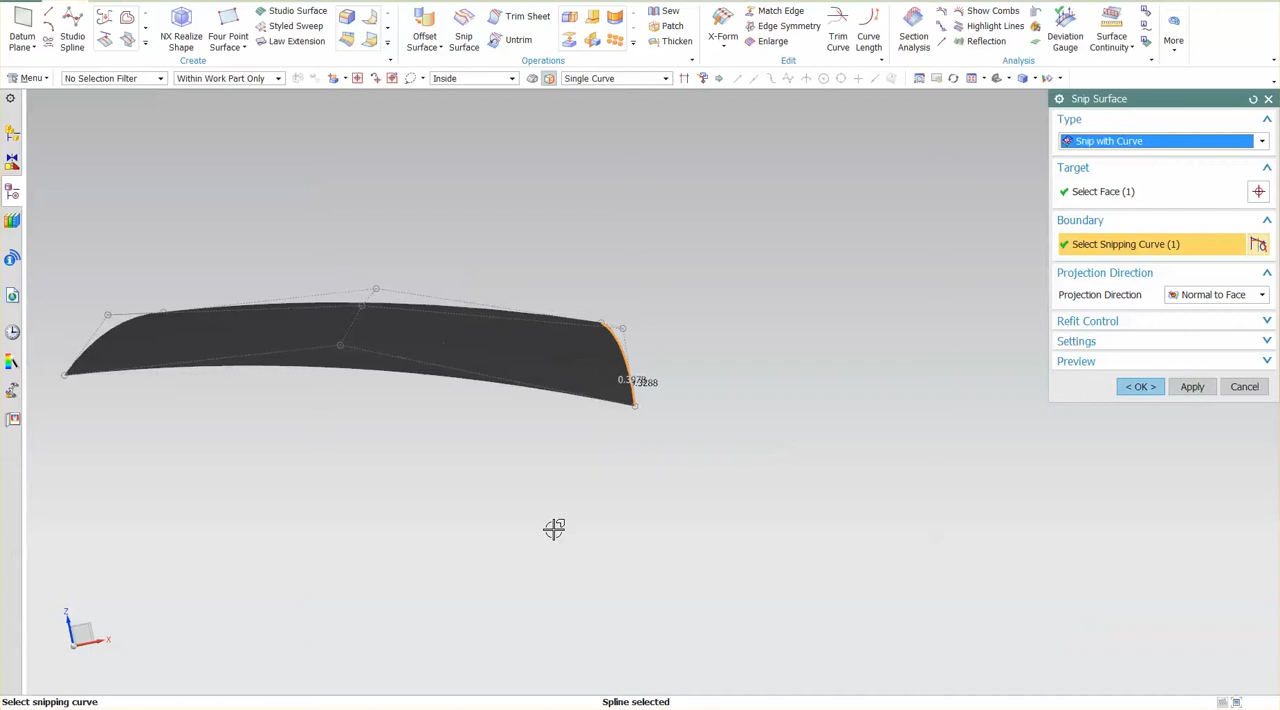 Datum Plane
Studio Spline
NX Realize Shape
Four Point Surface
Studio Surface
Styled Sweep
Law Extension
Create
Offset Surface
Snip Surface
Trim Sheet
Untrim
Operations
Sew
Patch
Thicken
X-Form
Match Edge
Edge Symmetry
Enlarge
Trim Curve
Curve Length
Edit
Section Analysis
Show Combs
Highlight Lines
Reflection
Deviation Gauge
Surface Continuity
Analysis
More
Menu
No Selection Filter
Within Work Part Only
Inside
Single Curve
Snip Surface
Type
Snip with Curve
Target
Select Face (1)
Boundary
Select Snipping Curve (1)
Projection Direction
Projection Direction
Normal to Face
Refit Control
Settings
Preview
< OK >
Apply
Cancel
Z
X
Select snipping curve
Spline selected